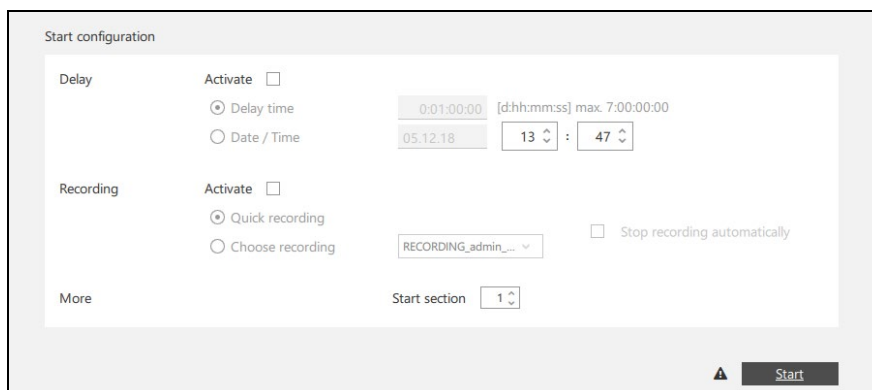 Start configuration
Delay Activate
Delay time 0:01:00:00 [d:hh:mm:ss] max. 7:00:00:00
Date / Time 05.12.18 13 : 47
Recording Activate
Quick recording
Stop recording automatically
Choose recording RECORDING_admin_...
More Start section 1
Start